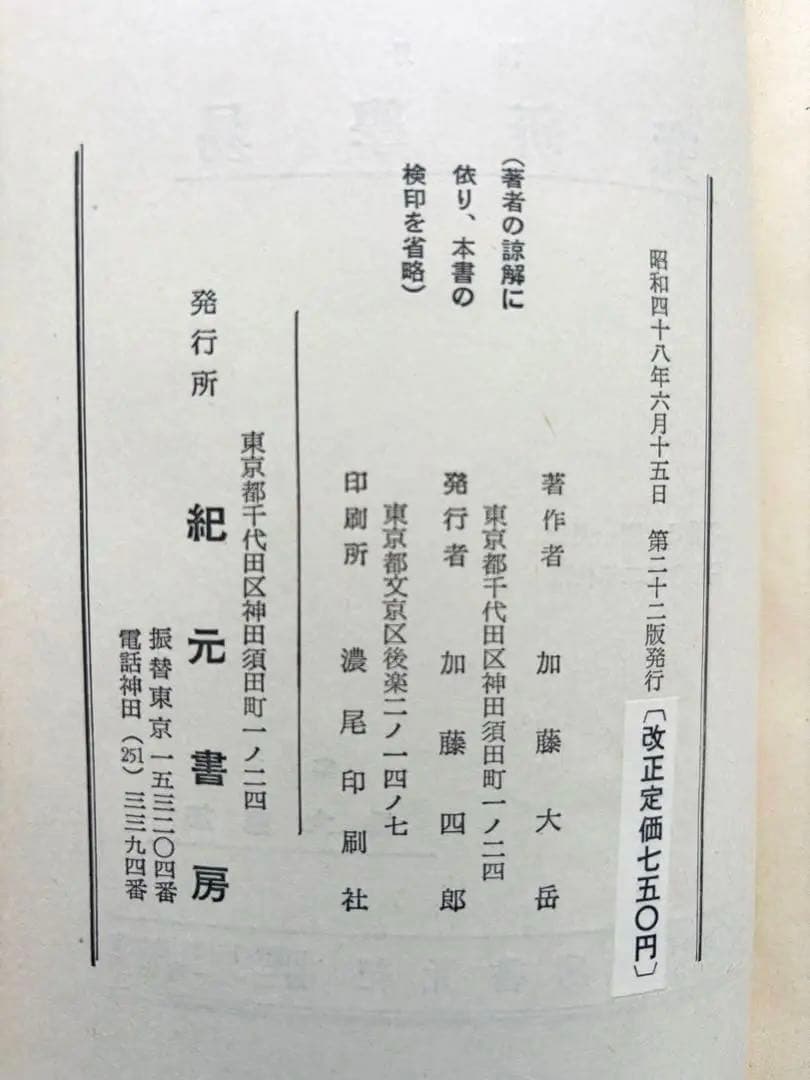 昭和四十八年六月十五日 第二十二版発行
〔改正定価七五〇円〕
(著者の諒解に
依り、本書の
検印を省略)
著作者 加藤大岳
東京都千代田区神田須田町一ノ二四
発行者 加藤四郎
東京都文京区後楽二ノ一四ノ七
印刷所 濃尾印刷社
東京都千代田区神田須田町一ノ二四
発行所 紀元書房
振替東京一五三二〇四番
電話神田(251)三三九四番